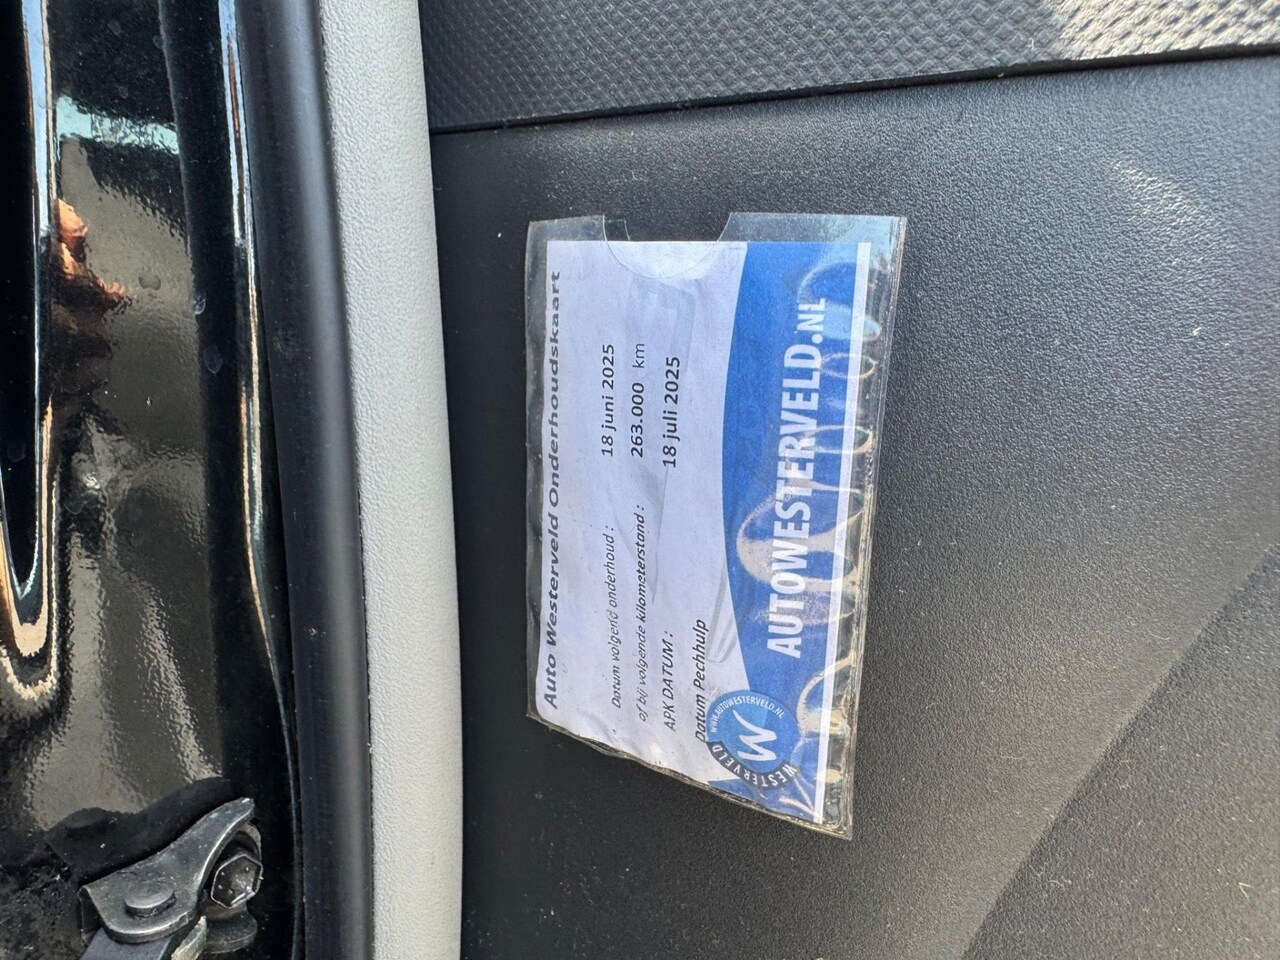 Auto Westerveld Onderhoudskaart
Datum volgend onderhoud : 18 juni 2025
of bij volgende kilometerstand : 263.000 km
APK DATUM : 18 juli 2025
Datum Pechhulp
AUTOWESTERVELD.NL
WWW.AUTOWESTERVELD.NL
W
WESTERVELD